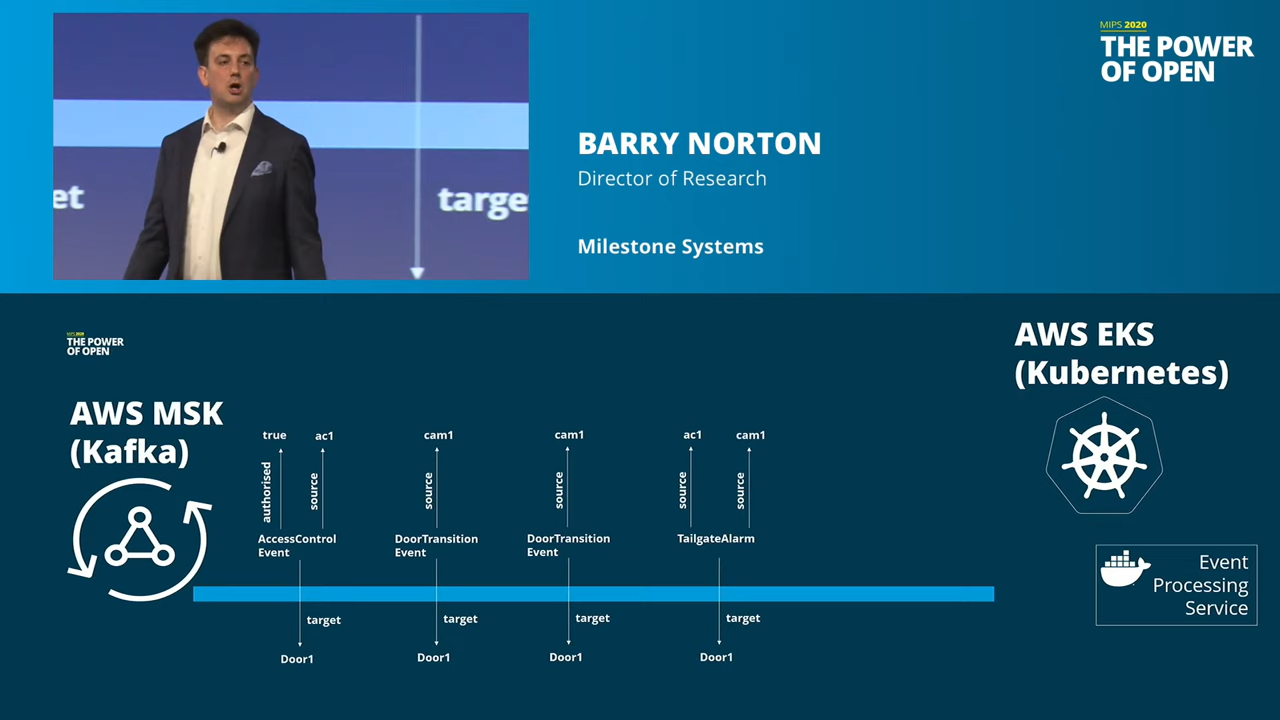 MIPS 2020
THE POWER
OF OPEN
et
targe
BARRY NORTON
Director of Research
Milestone Systems
MIPS 2020
THE POWER
OF OPEN
AWS EKS
(Kubernetes)
AWS MSK
(Kafka)
true
ac1
cam1
cam1
ac1
cam1
authorised
source
source
source
source
source
AccessControl
Event
DoorTransition
Event
DoorTransition
Event
TailgateAlarm
target
target
target
target
Door1
Door1
Door1
Door1
Event
Processing
Service